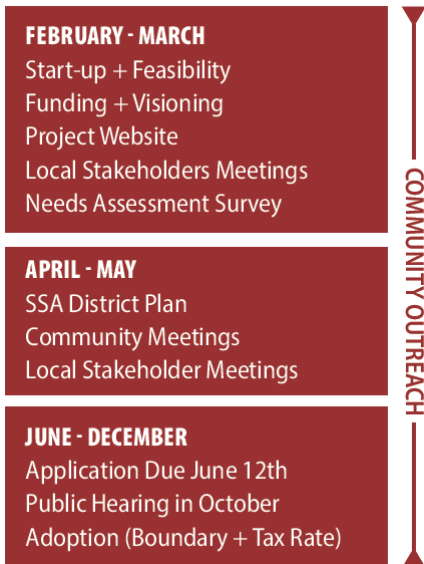 FEBRUARY - MARCH
Start-up + Feasibility
Funding + Visioning
Project Website
Local Stakeholders Meetings
Needs Assessment Survey
APRIL - MAY
SSA District Plan
Community Meetings
Local Stakeholder Meetings
JUNE - DECEMBER
Application Due June 12th
Public Hearing in October
Adoption (Boundary + Tax Rate)
COMMUNITY OUTREACH